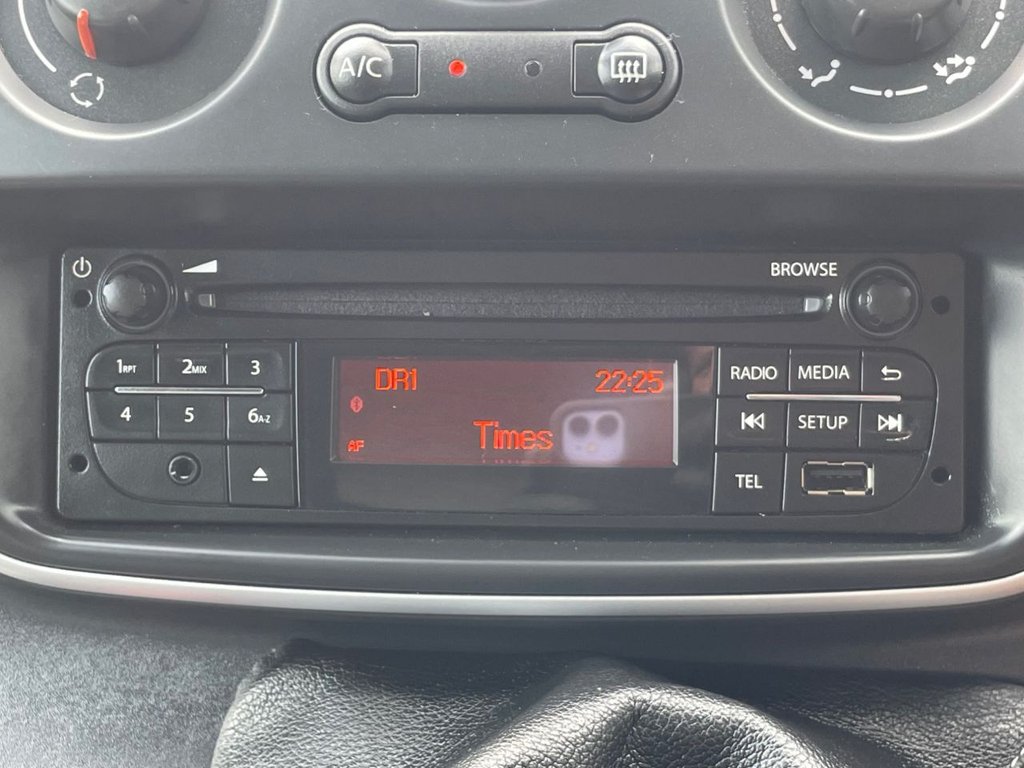 A/C
BROWSE
1RPT 2MIX 3
4 5 6A-Z
DR1 22:25
AF
Times
RADIO MEDIA
SETUP
TEL